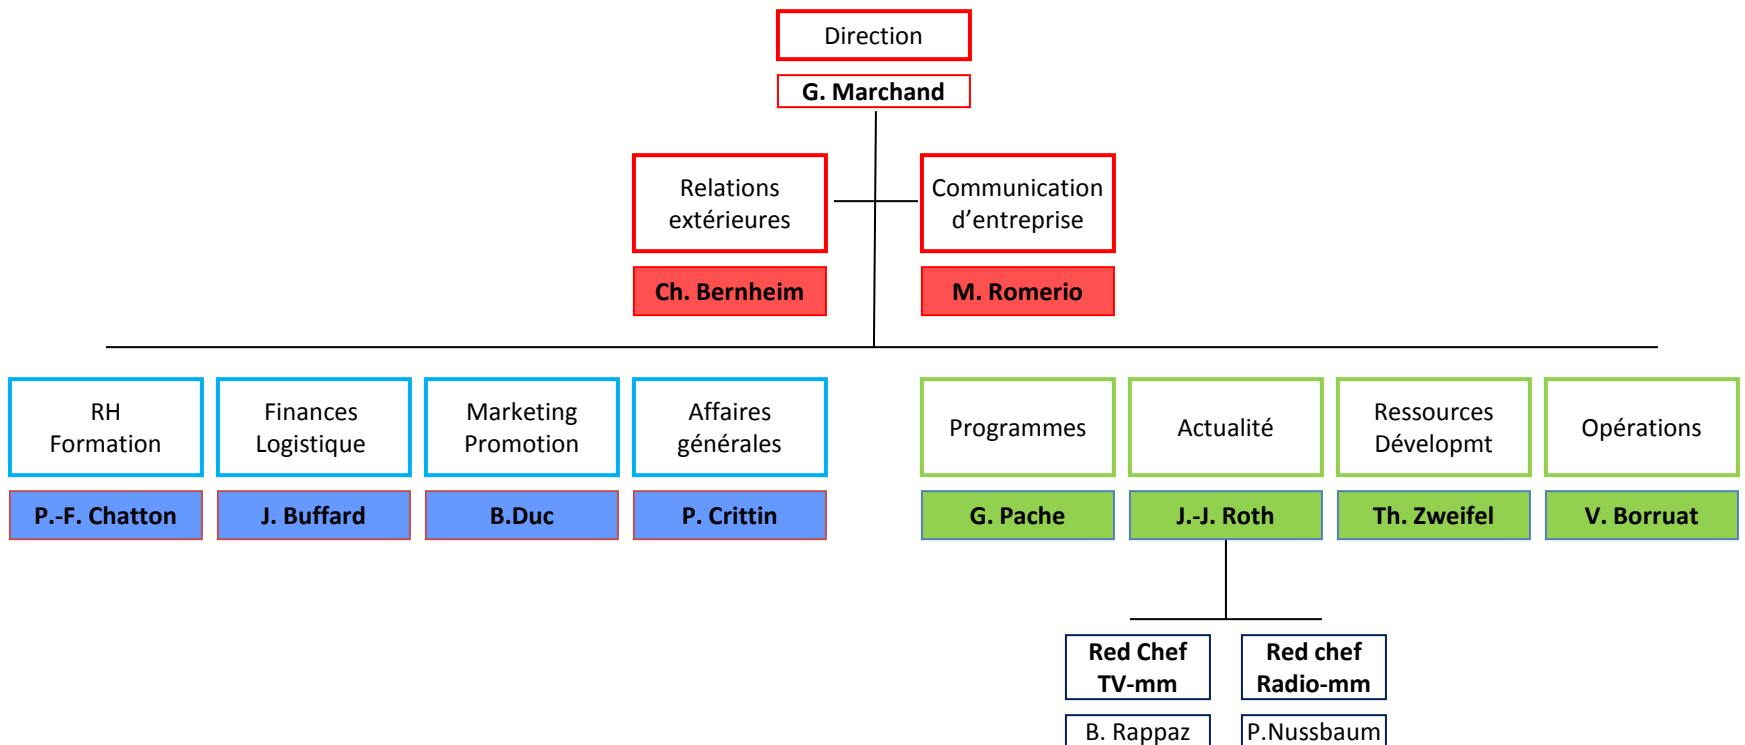 Direction
G. Marchand
Relations
extérieures
Communication
d'entreprise
Ch. Bernheim
M. Romerio
RH
Formation
Finances
Logistique
Marketing
Promotion
Affaires
générales
Programmes
Actualité
Ressources
Dévelopmt
Opérations
P.-F. Chatton
J. Buffard
B.Duc
P. Crittin
G. Pache
J.-J. Roth
Th. Zweifel
V. Borruat
Red Chef
TV-mm
Red chef
Radio-mm
B. Rappaz
P.Nussbaum